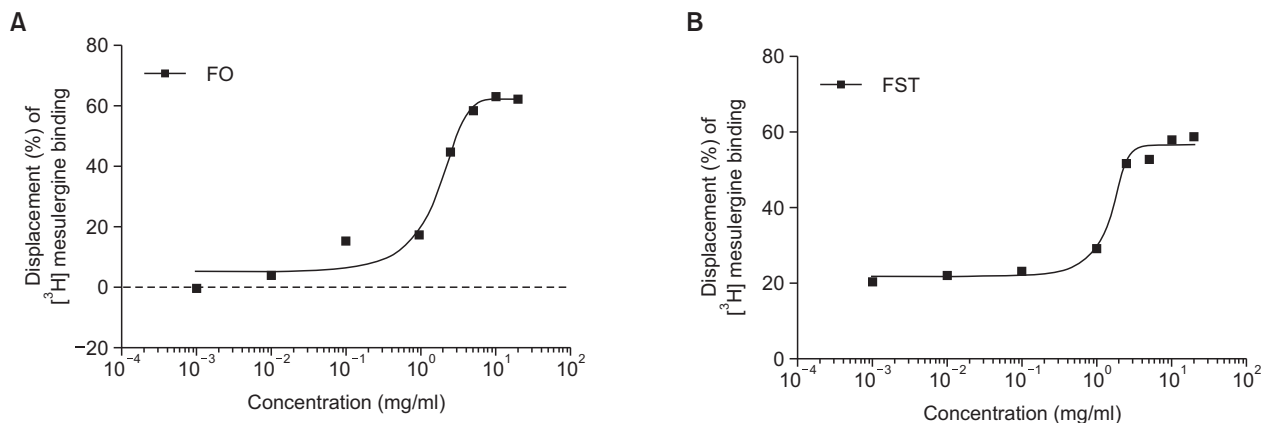 A
80
60
40
20
0
−20
Displacement (%) of
[³H] mesulergine binding
FO
10⁻⁴ 10⁻³ 10⁻² 10⁻¹ 10⁰ 10¹ 10²
Concentration (mg/ml)
B
80
60
40
20
0
Displacement (%) of
[³H] mesulergine binding
FST
10⁻⁴ 10⁻³ 10⁻² 10⁻¹ 10⁰ 10¹ 10²
Concentration (mg/ml)